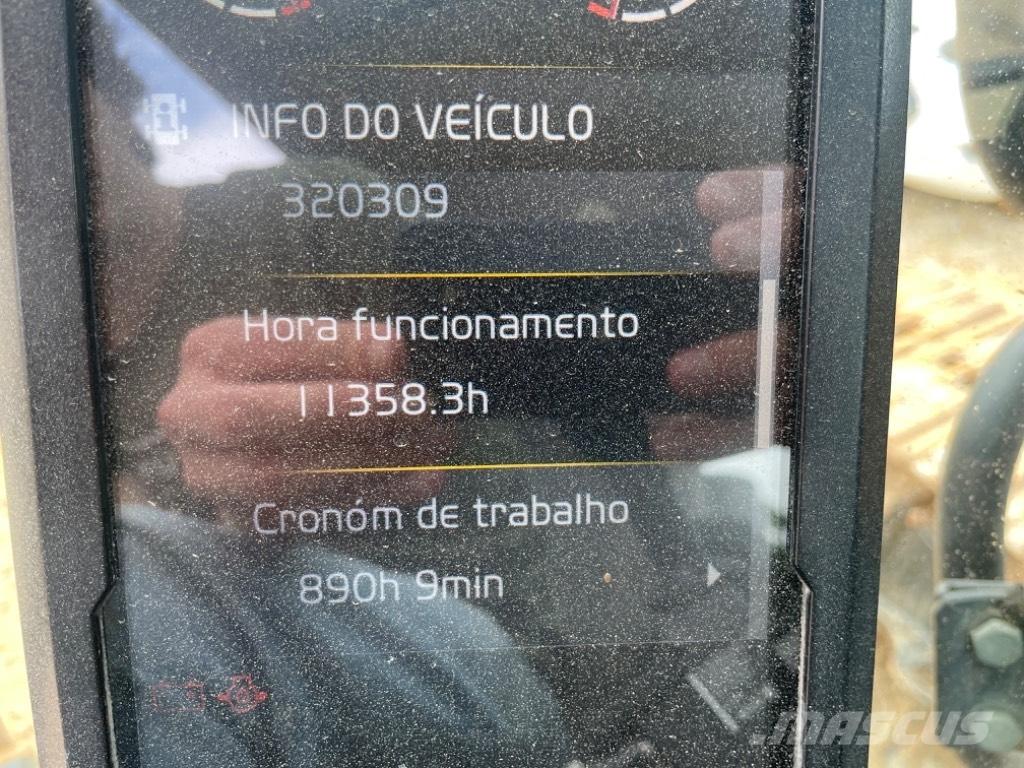 INFO DO VEÍCULO
320309
Hora funcionamento
11358.3h
Cronóm de trabalho
890h 9min
MASCUS